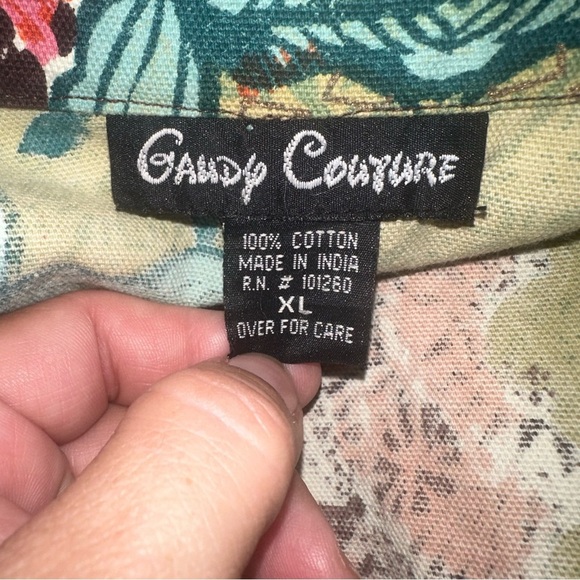 Gaudy Couture
100% COTTON
MADE IN INDIA
R.N. # 101260
XL
OVER FOR CARE